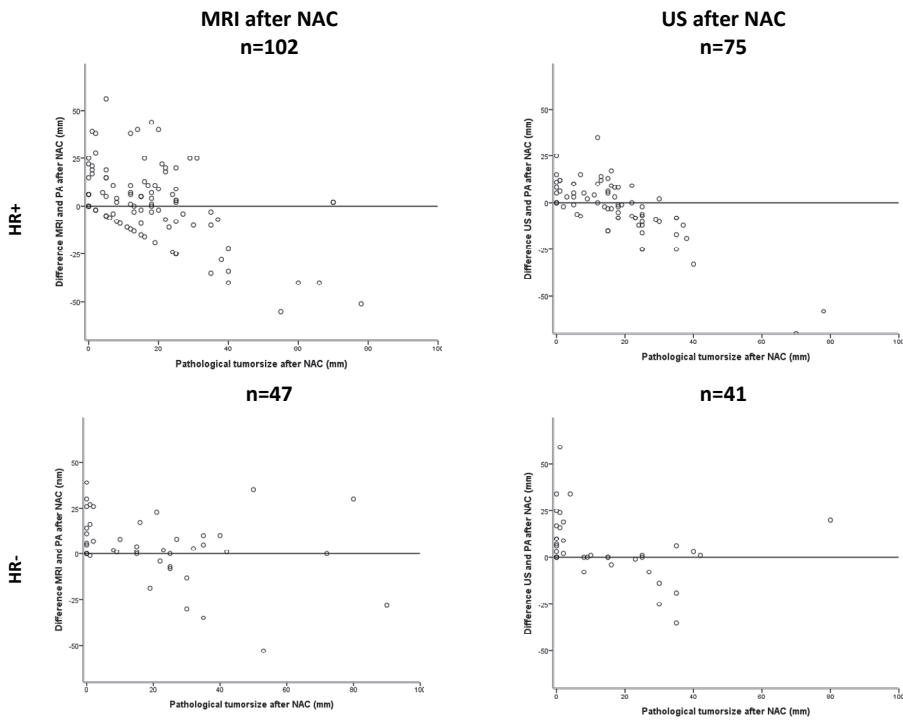 MRI after NAC
n=102
US after NAC
n=75
HR+
Difference MRI and PA after NAC (mm)
50
25
0
-25
-50
0
20
40
60
80
100
Pathological tumorsize after NAC (mm)
Difference US and PA after NAC (mm)
50
25
0
-25
-50
0
20
40
60
80
100
Pathological tumorsize after NAC (mm)
n=47
n=41
HR-
Difference MRI and PA after NAC (mm)
50
25
0
-25
-50
0
20
40
60
80
100
Pathological tumorsize after NAC (mm)
Difference US and PA after NAC (mm)
50
25
0
-25
-50
0
20
40
60
80
100
Pathological tumorsize after NAC (mm)